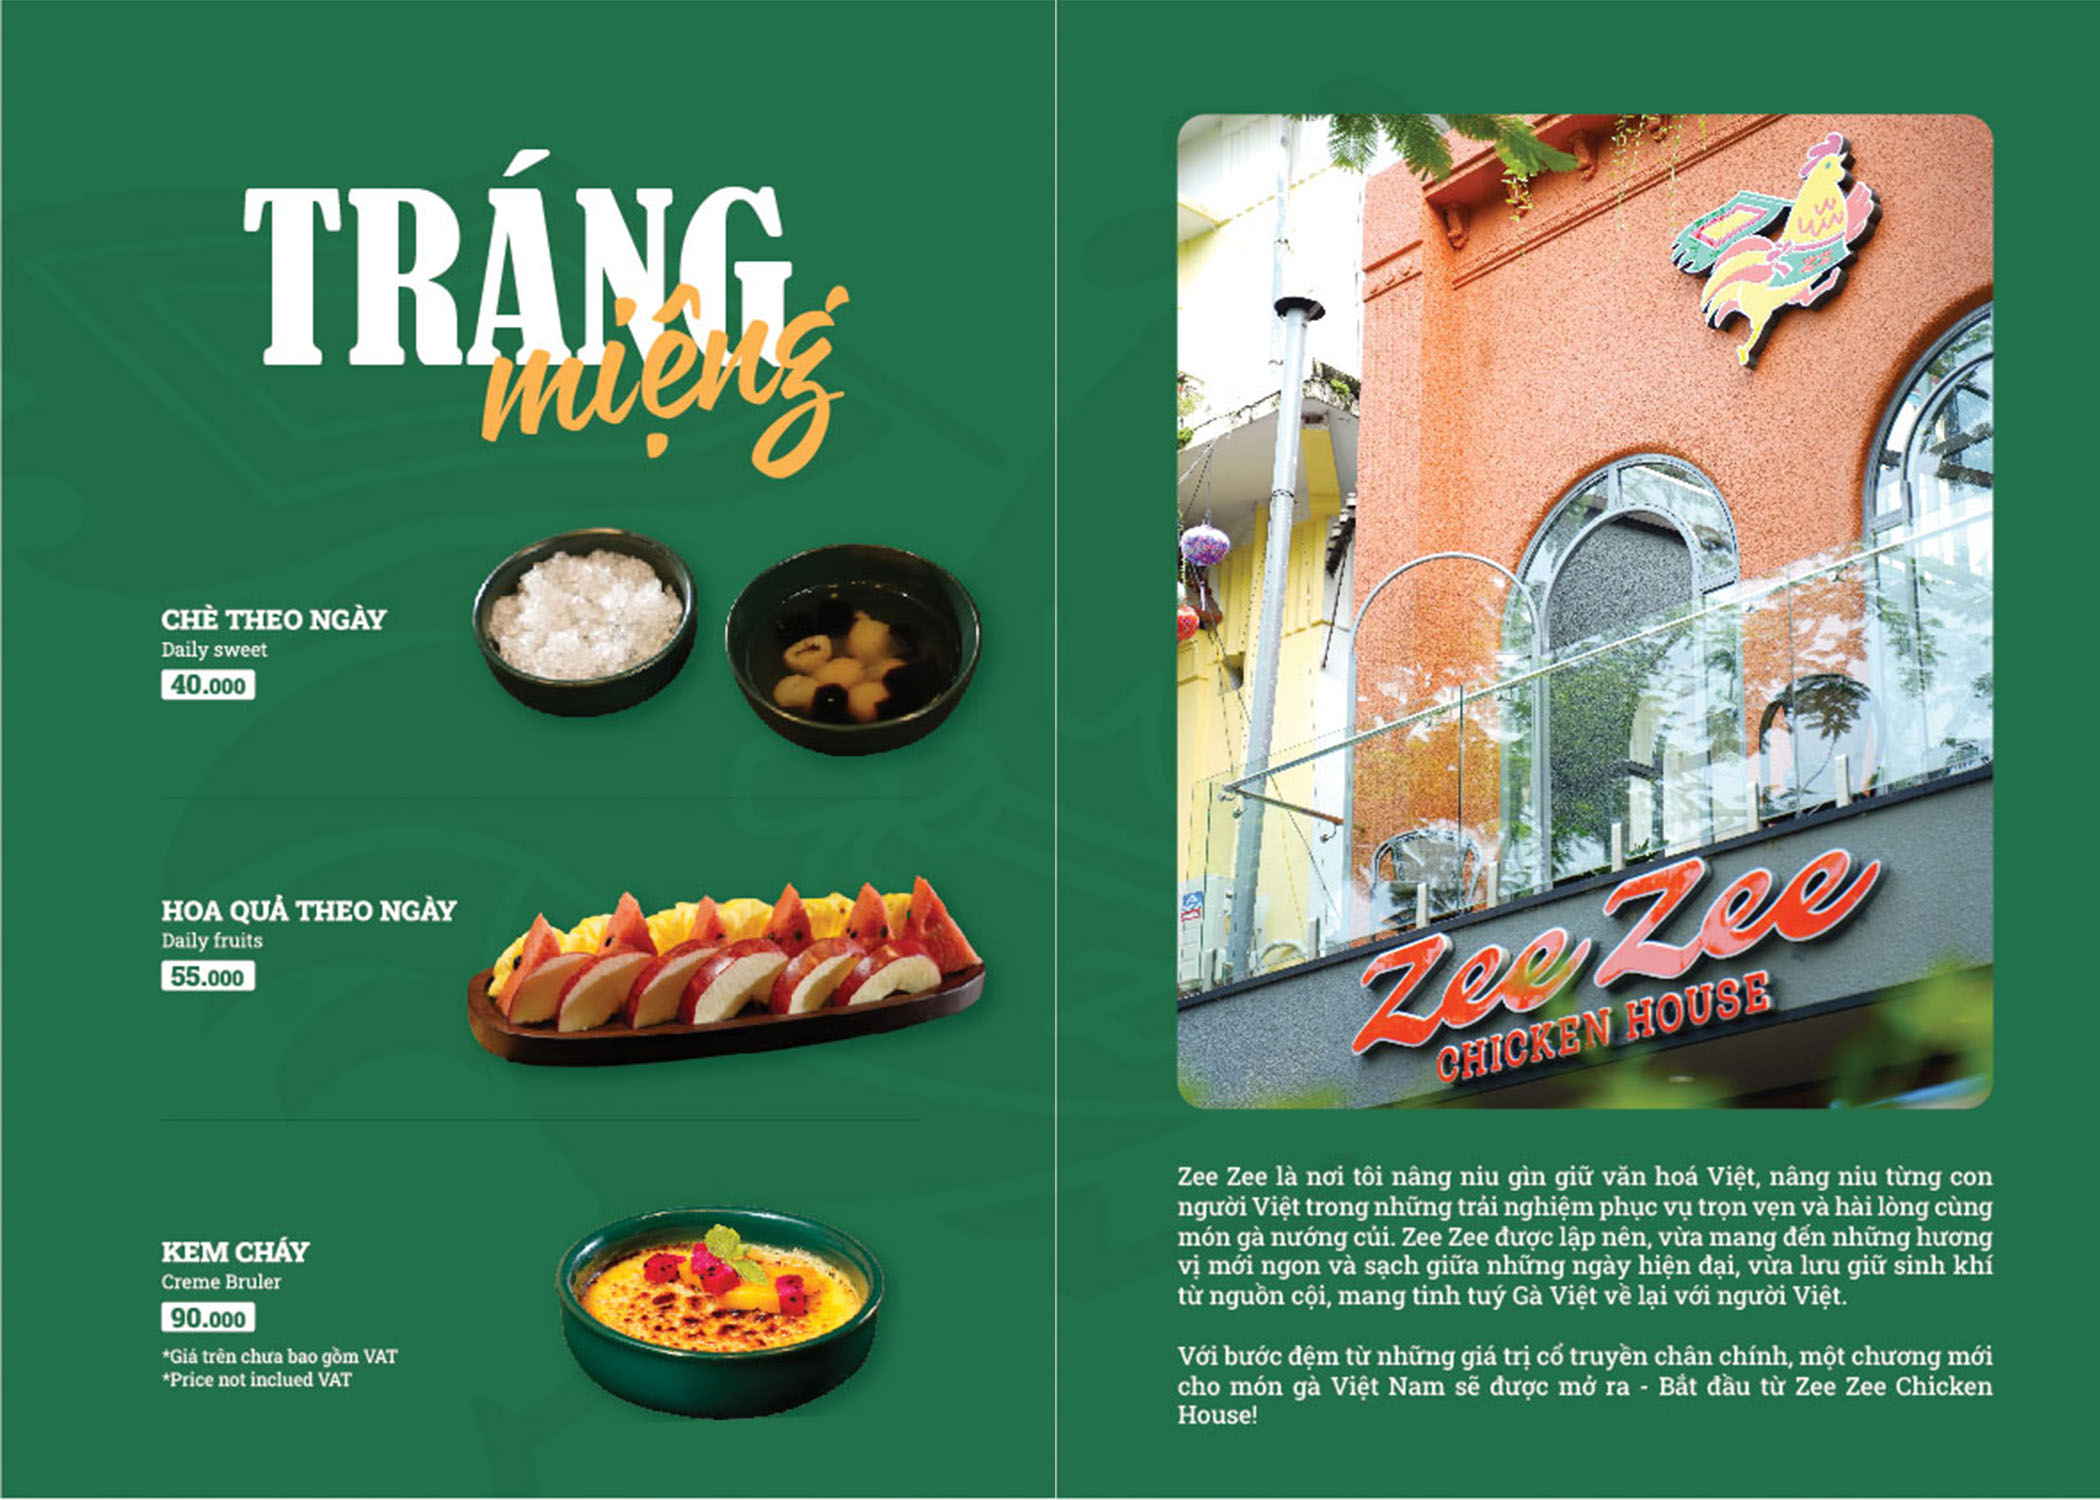 TRÁNG
miệng
CHÈ THEO NGÀY
Daily sweet
40.000
HOA QUẢ THEO NGÀY
Daily fruits
55.000
KEM CHÁY
Creme Bruler
90.000
*Giá trên chưa bao gồm VAT
*Price not inclued VAT
Zee Zee
CHICKEN HOUSE
Zee Zee là nơi tôi nâng niu gìn giữ văn hoá Việt, nâng niu từng con
người Việt trong những trải nghiệm phục vụ trọn vẹn và hài lòng cùng
món gà nướng củi. Zee Zee được lập nên, vừa mang đến những hương
vị mới ngon và sạch giữa những ngày hiện đại, vừa lưu giữ sinh khí
từ nguồn cội, mang tinh tuý Gà Việt về lại với người Việt.
Với bước đệm từ những giá trị cổ truyền chân chính, một chương mới
cho món gà Việt Nam sẽ được mở ra - Bắt đầu từ Zee Zee Chicken
House!